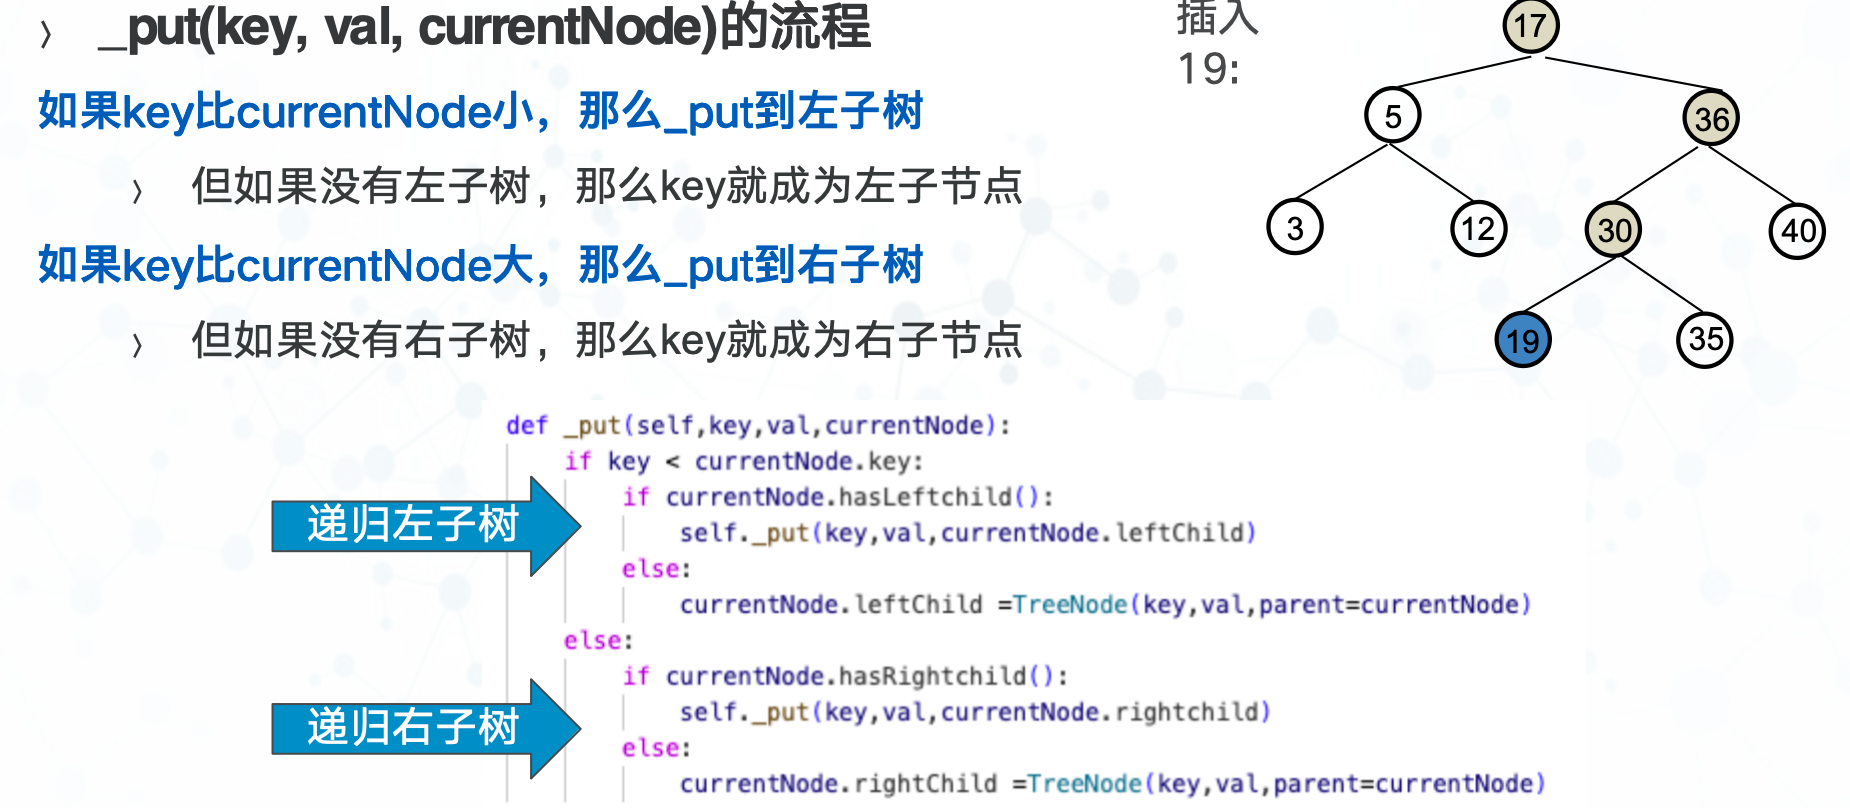 › _put(key, val, currentNode)的流程
如果key比currentNode小，那么_put到左子树
› 但如果没有左子树，那么key就成为左子节点
如果key比currentNode大，那么_put到右子树
› 但如果没有右子树，那么key就成为右子节点
插入
19:
17
5
36
3
12
30
40
19
35
递归左子树
递归右子树
def _put(self,key,val,currentNode):
    if key < currentNode.key:
        if currentNode.hasLeftchild():
            self._put(key,val,currentNode.leftChild)
        else:
            currentNode.leftChild =TreeNode(key,val,parent=currentNode)
    else:
        if currentNode.hasRightchild():
            self._put(key,val,currentNode.rightchild)
        else:
            currentNode.rightChild =TreeNode(key,val,parent=currentNode)